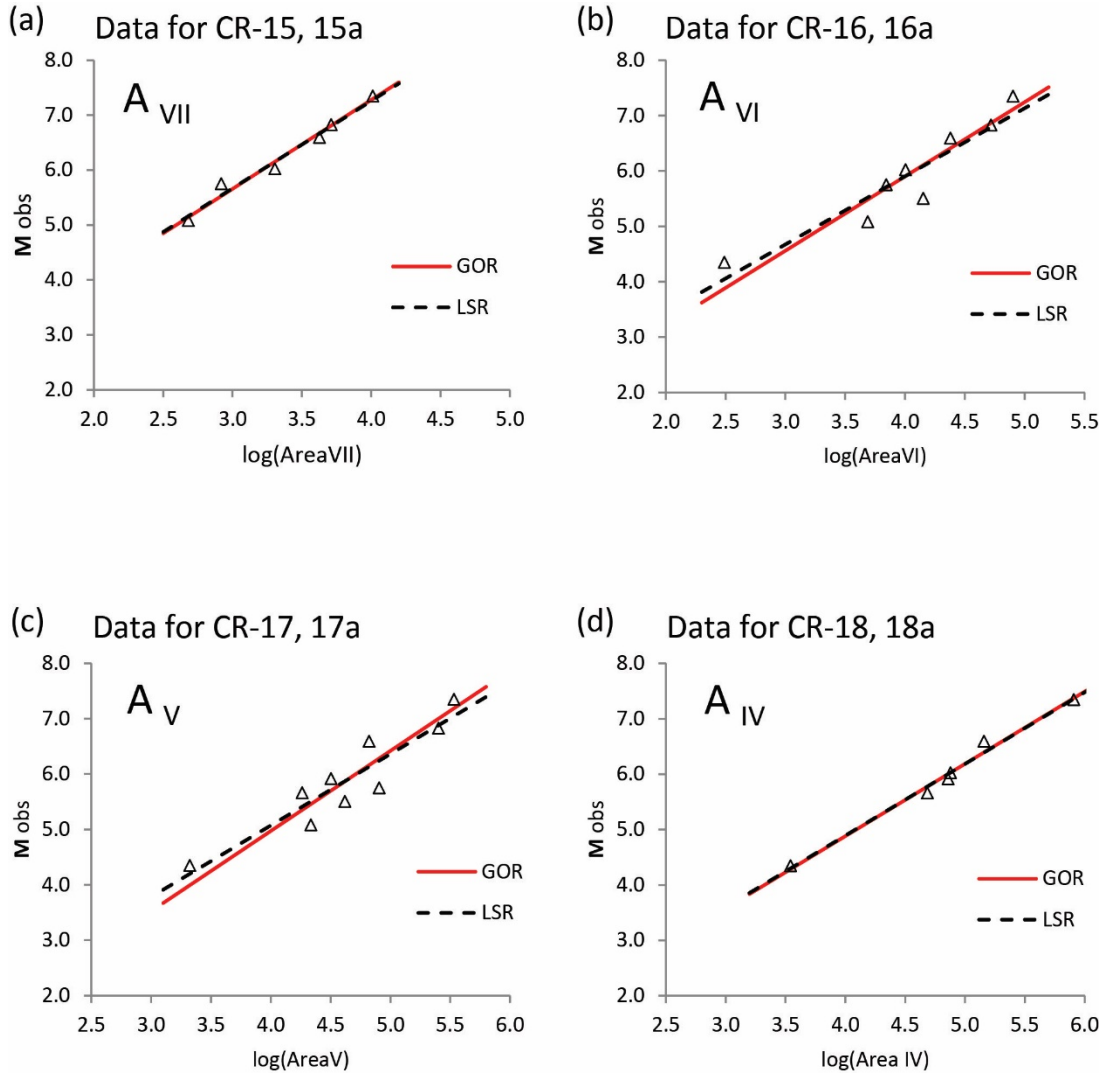 (a) Data for CR-15, 15a
8.0
7.0
6.0
5.0
4.0
3.0
2.0
M obs
A VII
GOR
LSR
2.0 2.5 3.0 3.5 4.0 4.5 5.0
log(AreaVII)
(b) Data for CR-16, 16a
8.0
7.0
6.0
5.0
4.0
3.0
2.0
M obs
A VI
GOR
LSR
2.0 2.5 3.0 3.5 4.0 4.5 5.0 5.5
log(AreaVI)
(c) Data for CR-17, 17a
8.0
7.0
6.0
5.0
4.0
3.0
2.0
M obs
A V
GOR
LSR
2.5 3.0 3.5 4.0 4.5 5.0 5.5 6.0
log(AreaV)
(d) Data for CR-18, 18a
8.0
7.0
6.0
5.0
4.0
3.0
2.0
M obs
A IV
GOR
LSR
2.5 3.0 3.5 4.0 4.5 5.0 5.5 6.0
log(Area IV)